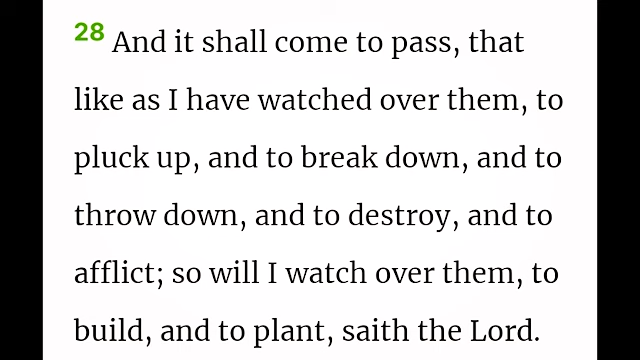 28 And it shall come to pass, that
like as I have watched over them, to
pluck up, and to break down, and to
throw down, and to destroy, and to
afflict; so will I watch over them, to
build, and to plant, saith the Lord.